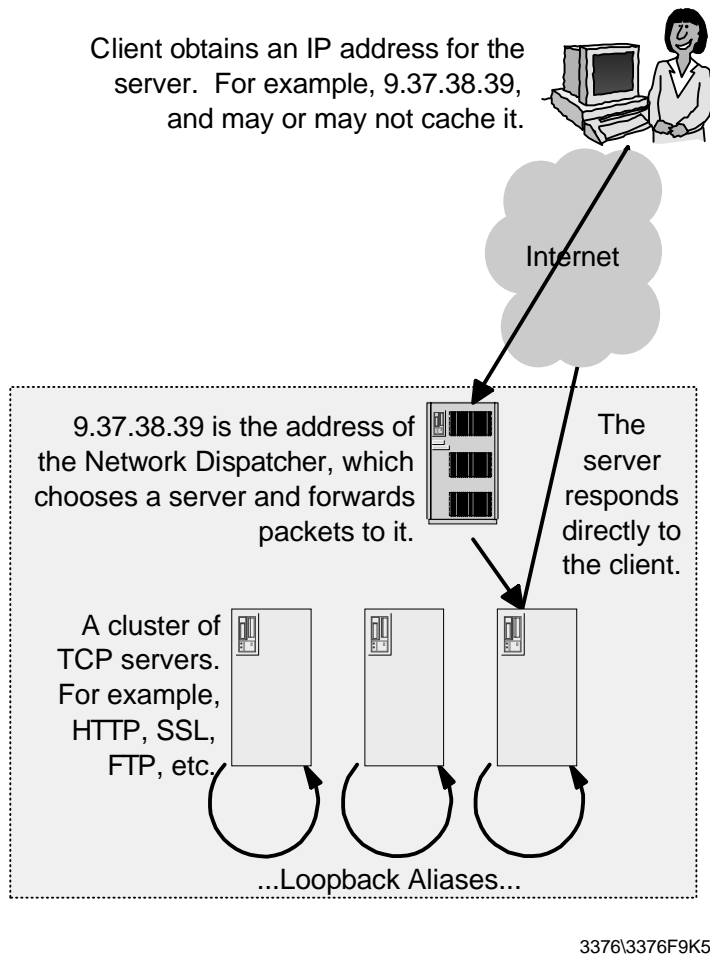 Client obtains an IP address for the
server.  For example, 9.37.38.39,
and may or may not cache it.
Internet
9.37.38.39 is the address of
the Network Dispatcher, which
chooses a server and forwards
packets to it.
The
server
responds
directly to
the client.
A cluster of
TCP servers.
For example,
HTTP, SSL,
FTP, etc.
...Loopback Aliases...
3376\3376F9K5